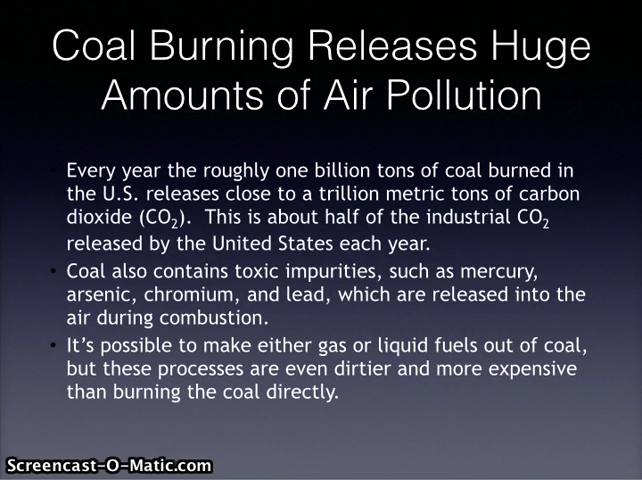 Coal Burning Releases Huge
Amounts of Air Pollution
• Every year the roughly one billion tons of coal burned in
the U.S. releases close to a trillion metric tons of carbon
dioxide (CO₂).  This is about half of the industrial CO₂
released by the United States each year.
• Coal also contains toxic impurities, such as mercury,
arsenic, chromium, and lead, which are released into the
air during combustion.
• It's possible to make either gas or liquid fuels out of coal,
but these processes are even dirtier and more expensive
than burning the coal directly.
Screencast-O-Matic.com